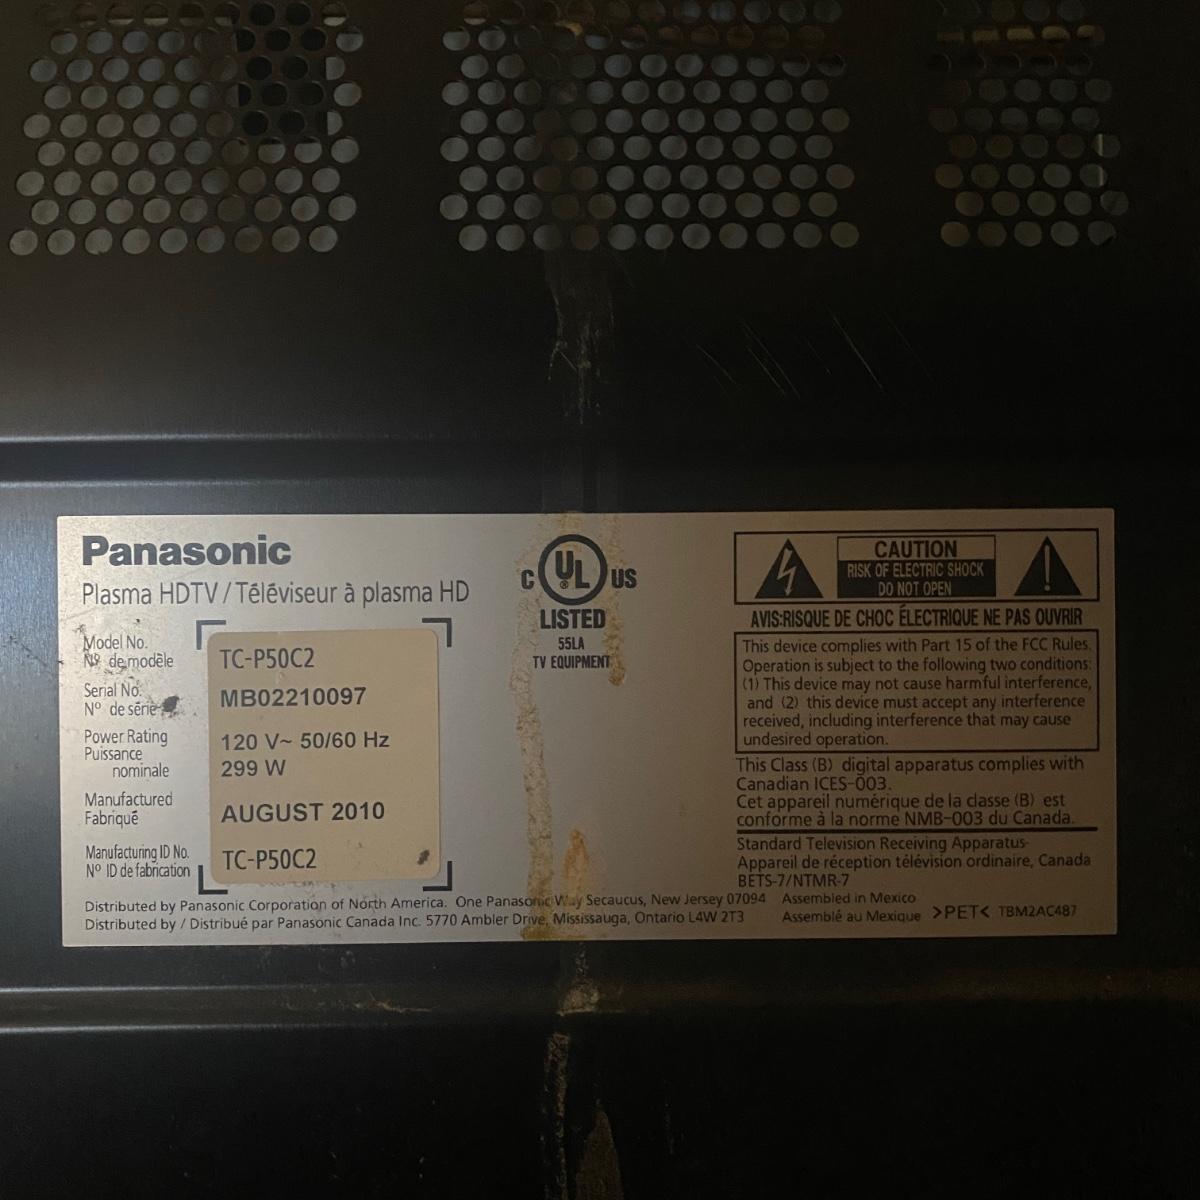 Panasonic
Plasma HDTV / Téléviseur à plasma HD
Model No.
Nº de modèle
TC-P50C2
Serial No.
Nº de série
MB02210097
Power Rating
Puissance
nominale
120 V~ 50/60 Hz
299 W
Manufactured
Fabriqué
AUGUST 2010
Manufacturing ID No.
Nº ID de fabrication
TC-P50C2
C UL US
®
LISTED
55LA
TV EQUIPMENT
CAUTION
RISK OF ELECTRIC SHOCK
DO NOT OPEN
AVIS:RISQUE DE CHOC ÉLECTRIQUE NE PAS OUVRIR
This device complies with Part 15 of the FCC Rules.
Operation is subject to the following two conditions:
(1) This device may not cause harmful interference,
and (2) this device must accept any interference
received, including interference that may cause
undesired operation.
This Class (B) digital apparatus complies with
Canadian ICES-003.
Cet appareil numérique de la classe (B) est
conforme à la norme NMB-003 du Canada.
Standard Television Receiving Apparatus-
Appareil de réception télévision ordinaire, Canada
BETS-7/NTMR-7
Distributed by Panasonic Corporation of North America. One Panasonic Way Secaucus, New Jersey 07094
Distributed by / Distribué par Panasonic Canada Inc. 5770 Ambler Drive, Mississauga, Ontario L4W 2T3
Assembled in Mexico
Assemblé au Mexique
>PET< TBM2AC487